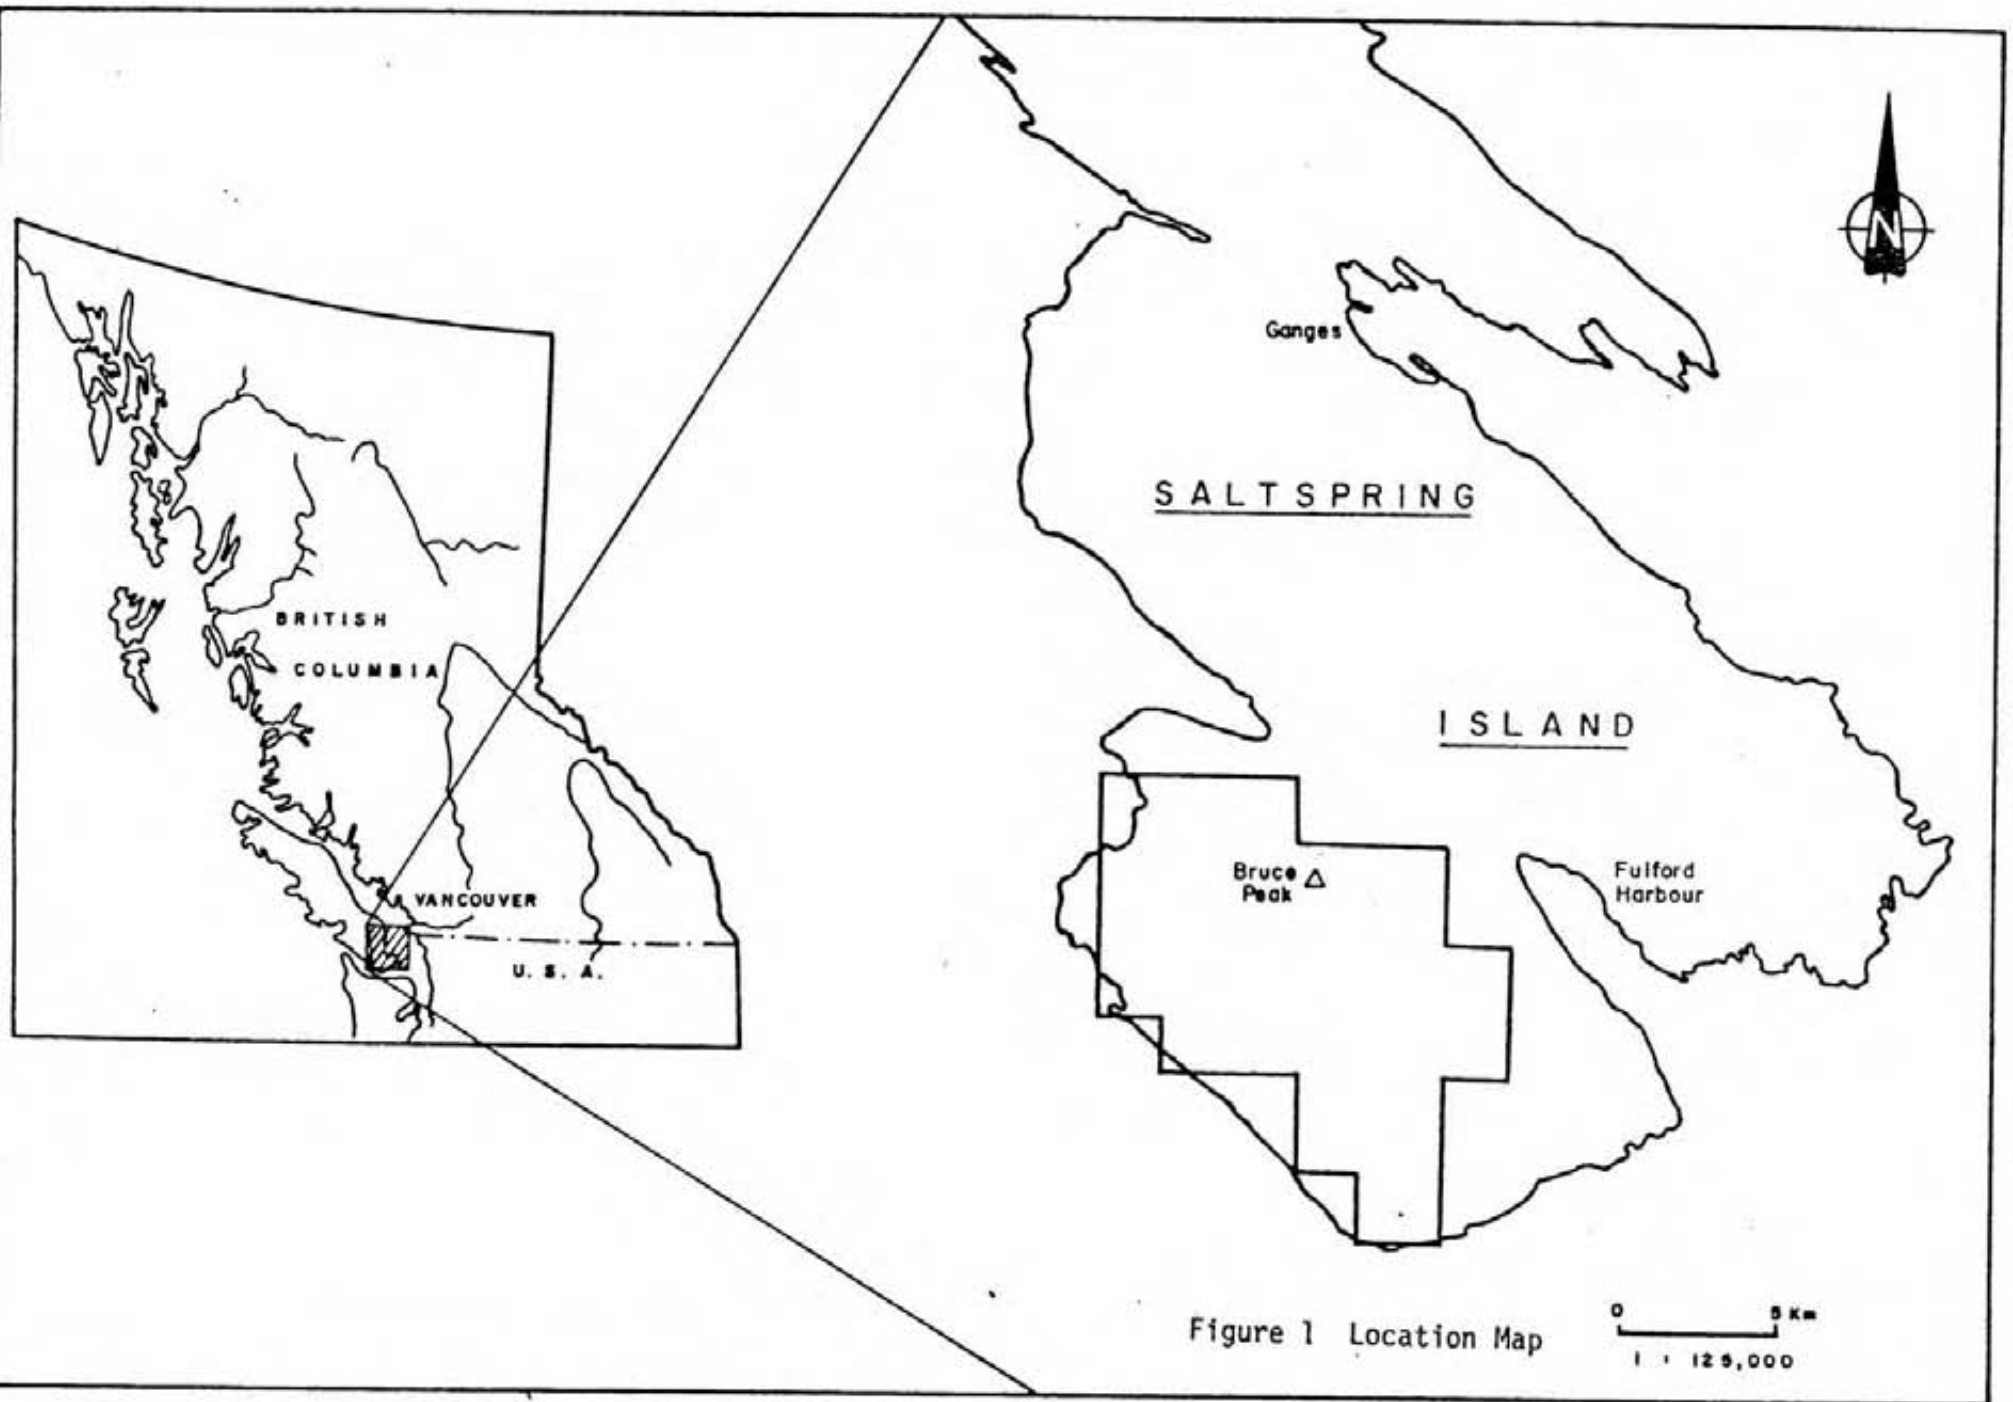 N
Ganges
SALTSPRING
BRITISH
COLUMBIA
ISLAND
Bruce
Peak
Fulford
Harbour
VANCOUVER
U. S. A.
Figure 1 Location Map
0 5 Km
1 : 125,000